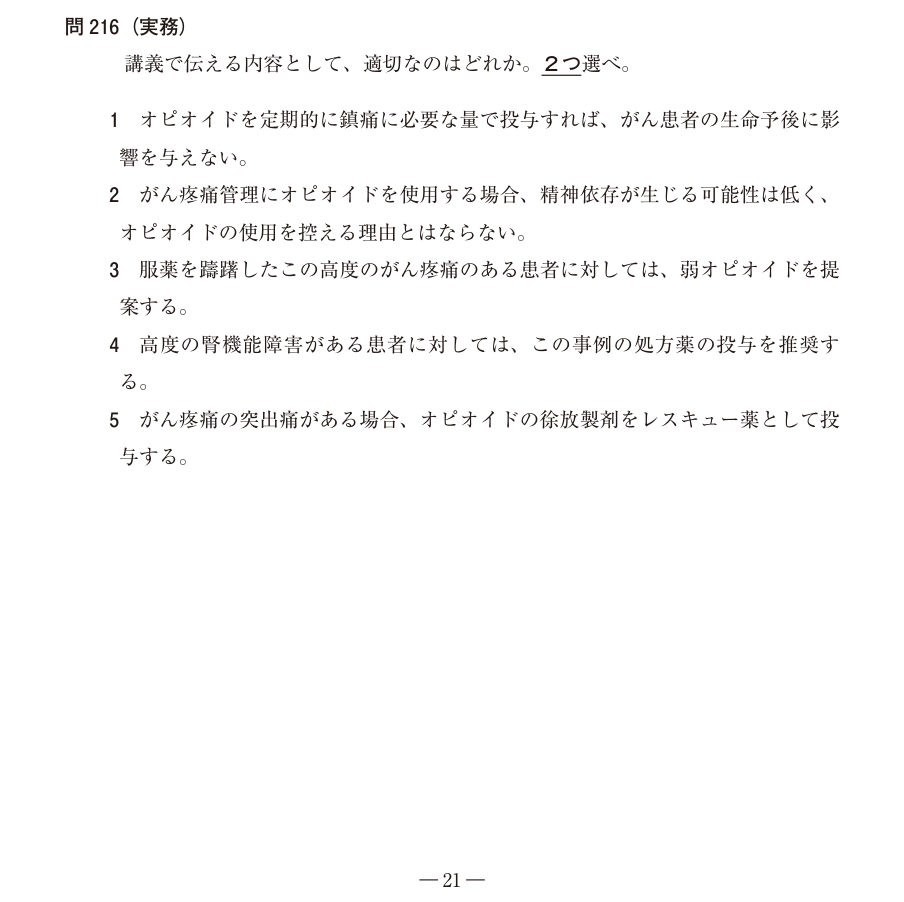 問 216（実務）
講義で伝える内容として、適切なのはどれか。２つ選べ。
1　オピオイドを定期的に鎮痛に必要な量で投与すれば、がん患者の生命予後に影
響を与えない。
2　がん疼痛管理にオピオイドを使用する場合、精神依存が生じる可能性は低く、
オピオイドの使用を控える理由とはならない。
3　服薬を躊躇したこの高度のがん疼痛のある患者に対しては、弱オピオイドを提
案する。
4　高度の腎機能障害がある患者に対しては、この事例の処方薬の投与を推奨す
る。
5　がん疼痛の突出痛がある場合、オピオイドの徐放製剤をレスキュー薬として投
与する。
― 21 ―